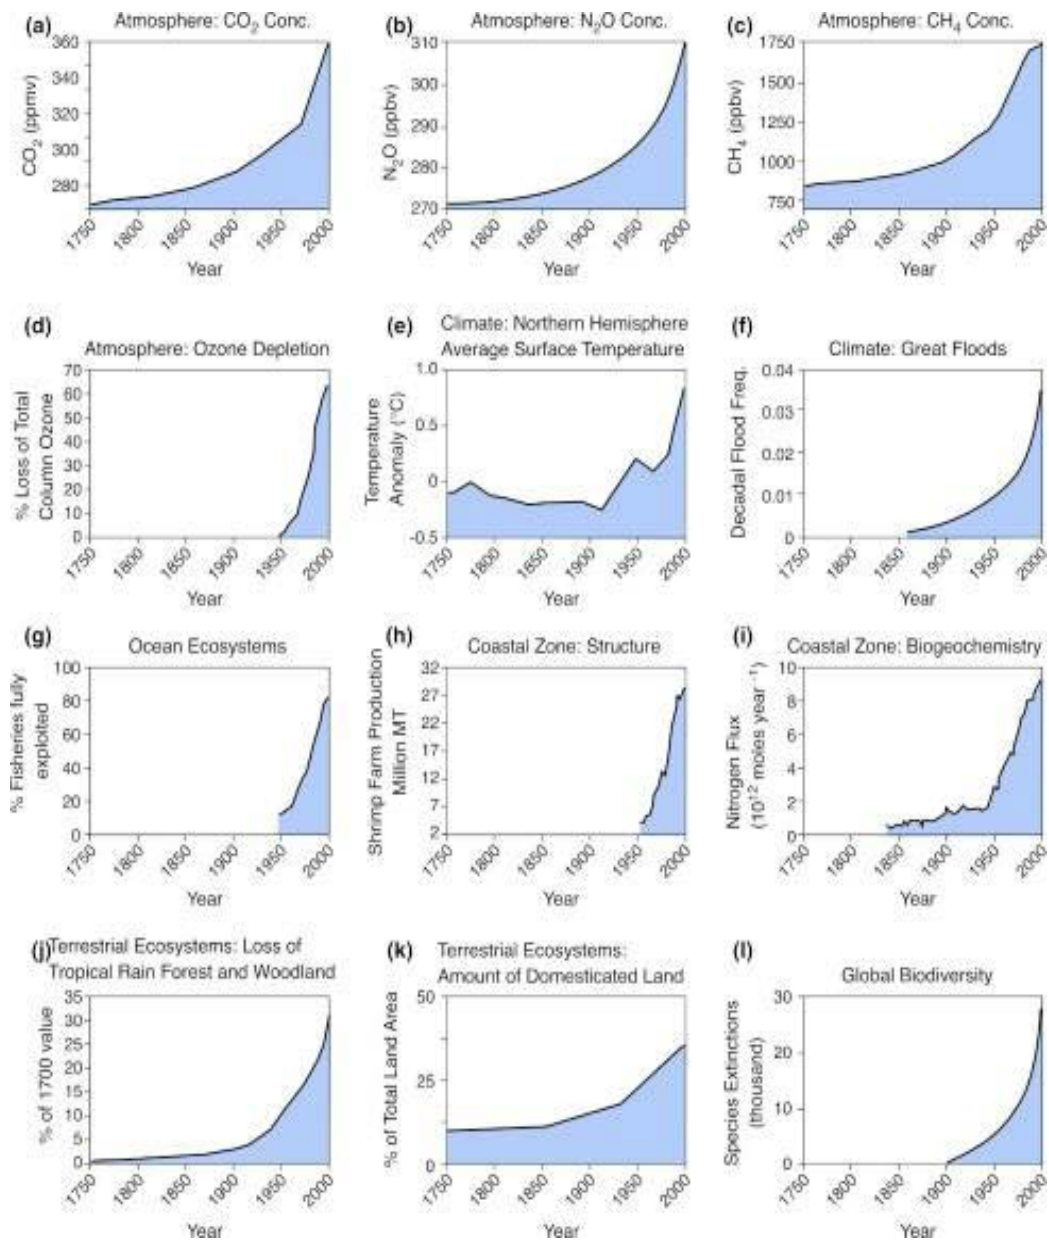 (a) Atmosphere: CO2 Conc.
CO2 (ppmv)
360
340
320
300
280
1750 1800 1850 1900 1950 2000
Year
(b) Atmosphere: N2O Conc.
N2O (ppbv)
310
300
290
280
270
1750 1800 1850 1900 1950 2000
Year
(c) Atmosphere: CH4 Conc.
CH4 (ppbv)
1750
1500
1250
1000
750
1750 1800 1850 1900 1950 2000
Year
(d)
Atmosphere: Ozone Depletion
% Loss of Total
Column Ozone
70
60
50
40
30
20
10
0
1750 1800 1850 1900 1950 2000
Year
(e) Climate: Northern Hemisphere
Average Surface Temperature
Temperature
Anomaly (°C)
1.0
0.5
0
-0.5
1750 1800 1850 1900 1950 2000
Year
(f)
Climate: Great Floods
Decadal Flood Freq.
0.04
0.03
0.02
0.01
0
1750 1800 1850 1900 1950 2000
Year
(g)
Ocean Ecosystems
% Fisheries fully
exploited
100
80
60
40
20
0
1750 1800 1850 1900 1950 2000
Year
(h)
Coastal Zone: Structure
Shrimp Farm Production
Million MT
32
27
22
17
12
7
2
1750 1800 1850 1900 1950 2000
Year
(i)
Coastal Zone: Biogeochemistry
Nitrogen Flux
(10¹² moles year⁻¹)
10
8
6
4
2
0
1750 1800 1850 1900 1950 2000
Year
(j) Terrestrial Ecosystems: Loss of
Tropical Rain Forest and Woodland
% of 1700 value
35
30
25
20
15
10
5
0
1750 1800 1850 1900 1950 2000
Year
(k) Terrestrial Ecosystems:
Amount of Domesticated Land
% of Total Land Area
50
25
0
1750 1800 1850 1900 1950 2000
Year
(l)
Global Biodiversity
Species Extinctions
(thousand)
30
20
10
0
1750 1800 1850 1900 1950 2000
Year